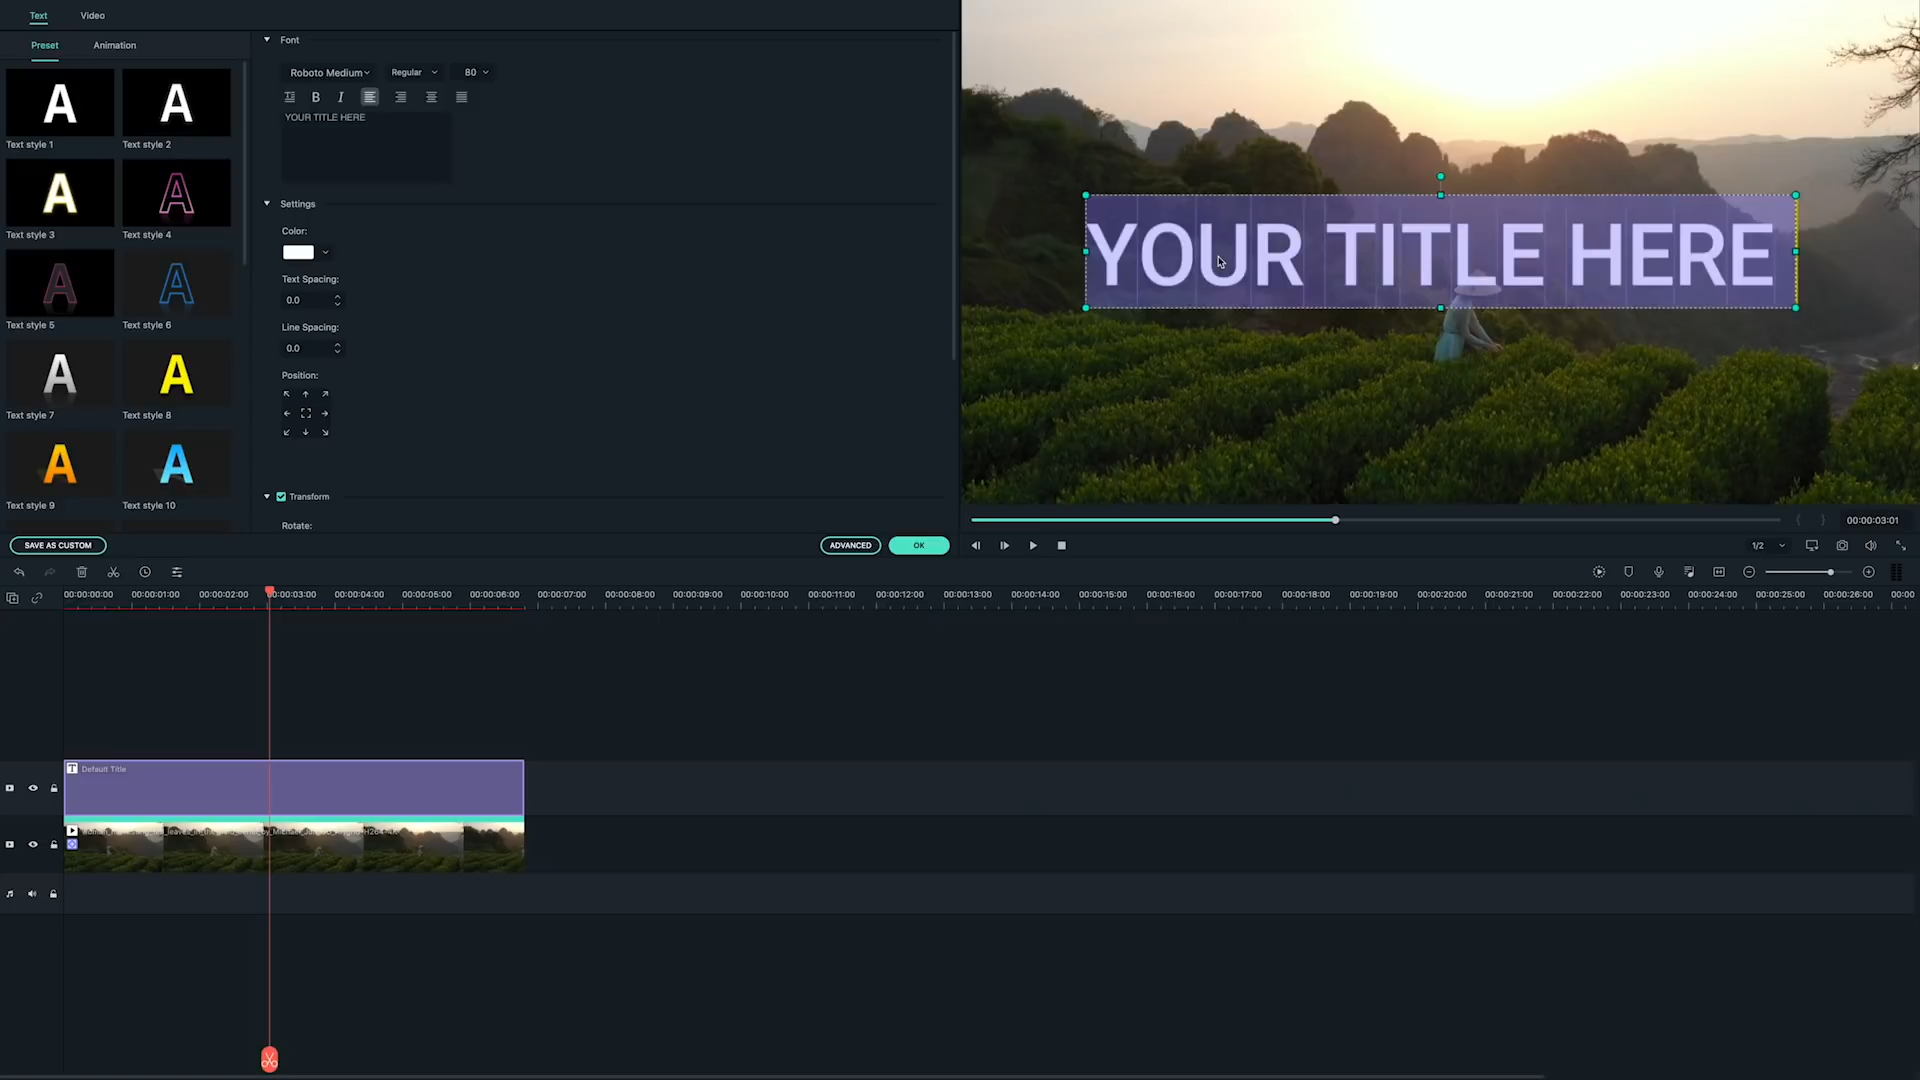 Text Video
Preset Animation
Text style 1
Text style 2
Text style 3
Text style 4
Text style 5
Text style 6
Text style 7
Text style 8
Text style 9
Text style 10
SAVE AS CUSTOM
Font
Roboto Medium Regular 80
B I
YOUR TITLE HERE
Settings
Color:
Text Spacing:
0.0
Line Spacing:
0.0
Position:
Transform
Rotate:
ADVANCED OK
YOUR TITLE HERE
00:00:03:01
1/2
00:00:00:00 00:00:01:00 00:00:02:00 00:00:03:00 00:00:04:00 00:00:05:00 00:00:06:00 00:00:07:00 00:00:08:00 00:00:09:00 00:00:10:00 00:00:11:00 00:00:12:00 00:00:13:00 00:00:14:00 00:00:15:00 00:00:16:00 00:00:17:00 00:00:18:00 00:00:19:00 00:00:20:00 00:00:21:00 00:00:22:00 00:00:23:00 00:00:24:00 00:00:25:00 00:00:26:00 00:00
T Default Title